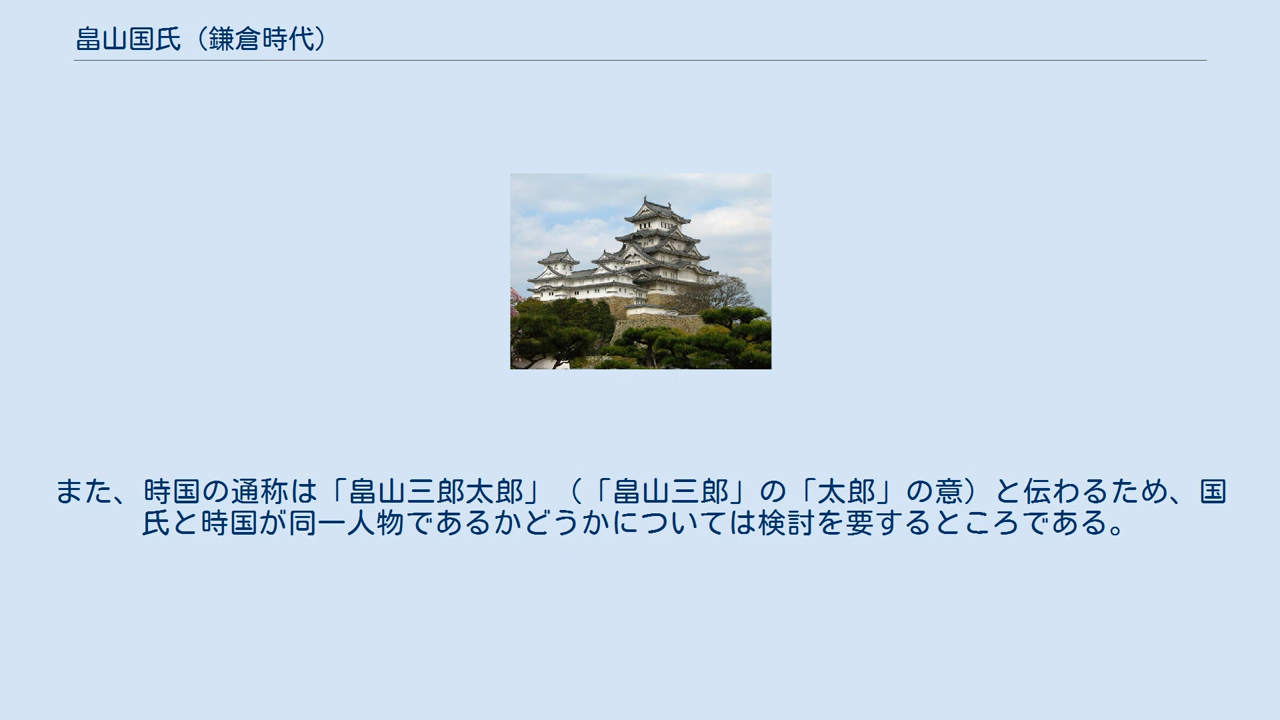 畠山国氏（鎌倉時代）
また、時国の通称は「畠山三郎太郎」（「畠山三郎」の「太郎」の意）と伝わるため、国
氏と時国が同一人物であるかどうかについては検討を要するところである。